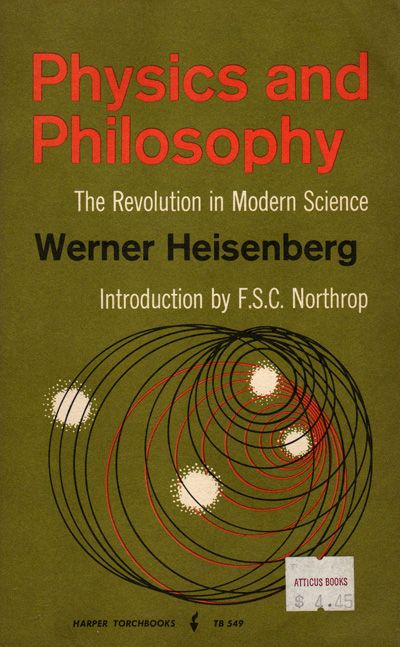 Physics and
Philosophy
The Revolution in Modern Science
Werner Heisenberg
Introduction by F.S.C. Northrop
ATTICUS BOOKS
$ 4.45
HARPER TORCHBOOKS TB 549